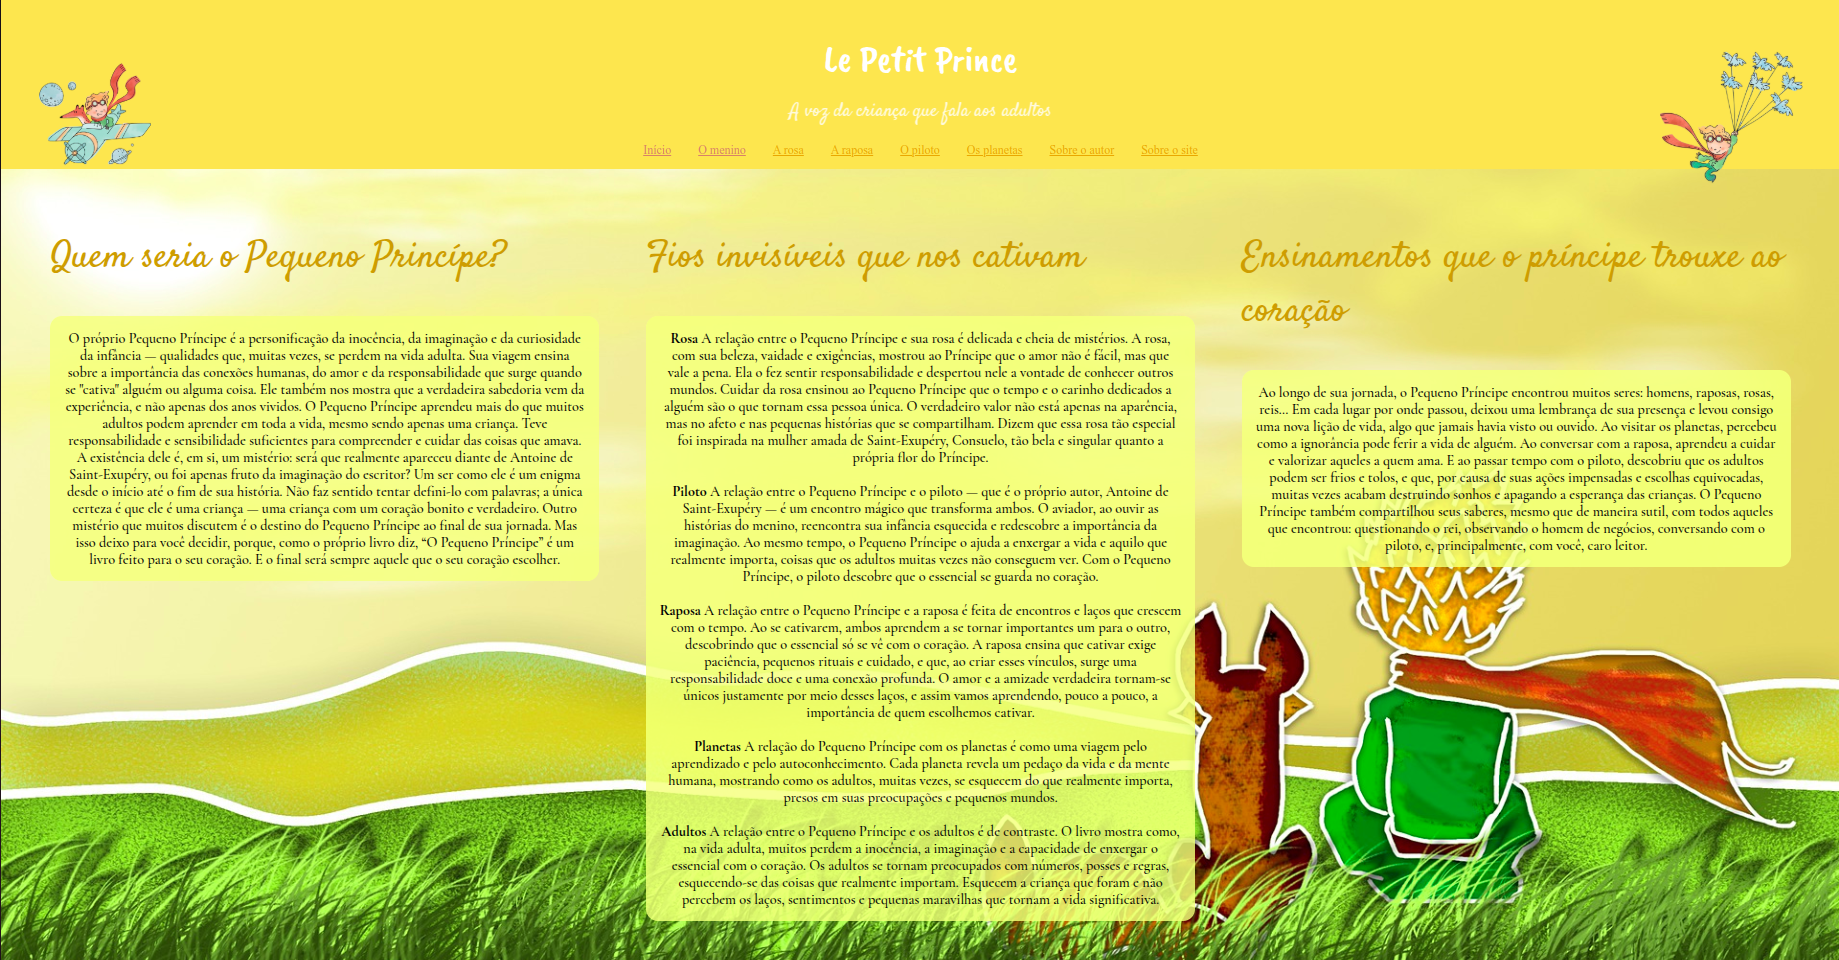 Le Petit Prince
A voz da criança que fala aos adultos
Início O menino A rosa A raposa O piloto Os planetas Sobre o autor Sobre o site
Quem seria o Pequeno Princípe?
O próprio Pequeno Príncipe é a personificação da inocência, da imaginação e da curiosidade
da infância — qualidades que, muitas vezes, se perdem na vida adulta. Sua viagem ensina
sobre a importância das conexões humanas, do amor e da responsabilidade que surge quando
se "cativa" alguém ou alguma coisa. Ele também nos mostra que a verdadeira sabedoria vem da
experiência, e não apenas dos anos vividos. O Pequeno Príncipe aprendeu mais do que muitos
adultos podem aprender em toda a vida, mesmo sendo apenas uma criança. Teve
responsabilidade e sensibilidade suficientes para compreender e cuidar das coisas que amava.
A existência dele é, em si, um mistério: será que realmente apareceu diante de Antoine de
Saint-Exupéry, ou foi apenas fruto da imaginação do escritor? Um ser como ele é um enigma
desde o início até o fim de sua história. Não faz sentido tentar defini-lo com palavras; a única
certeza é que ele é uma criança — uma criança com um coração bonito e verdadeiro. Outro
mistério que muitos discutem é o destino do Pequeno Príncipe ao final de sua jornada. Mas
isso deixo para você decidir, porque, como o próprio livro diz, “O Pequeno Príncipe” é um
livro feito para o seu coração. E o final será sempre aquele que o seu coração escolher.
Fios invisíveis que nos cativam
Rosa A relação entre o Pequeno Príncipe e sua rosa é delicada e cheia de mistérios. A rosa,
com sua beleza, vaidade e exigências, mostrou ao Príncipe que o amor não é fácil, mas que
vale a pena. Ela o fez sentir responsabilidade e despertou nele a vontade de conhecer outros
mundos. Cuidar da rosa ensinou ao Pequeno Príncipe que o tempo e o carinho dedicados a
alguém são o que tornam essa pessoa única. O verdadeiro valor não está apenas na aparência,
mas no afeto e nas pequenas histórias que se compartilham. Dizem que essa rosa tão especial
foi inspirada na mulher amada de Saint-Exupéry, Consuelo, tão bela e singular quanto a
própria flor do Príncipe.
Piloto A relação entre o Pequeno Príncipe e o piloto — que é o próprio autor, Antoine de
Saint-Exupéry — é um encontro mágico que transforma ambos. O aviador, ao ouvir as
histórias do menino, reencontra sua infância esquecida e redescobre a importância da
imaginação. Ao mesmo tempo, o Pequeno Príncipe o ajuda a enxergar a vida e aquilo que
realmente importa, coisas que os adultos muitas vezes não conseguem ver. Com o Pequeno
Príncipe, o piloto descobre que o essencial se guarda no coração.
Raposa A relação entre o Pequeno Príncipe e a raposa é feita de encontros e laços que crescem
com o tempo. Ao se cativarem, ambos aprendem a se tornar importantes um para o outro,
descobrindo que o essencial só se vê com o coração. A raposa ensina que cativar exige
paciência, pequenos rituais e cuidado, e que, ao criar esses vínculos, surge uma
responsabilidade doce e uma conexão profunda. O amor e a amizade verdadeira tornam-se
únicos justamente por meio desses laços, e assim vamos aprendendo, pouco a pouco, a
importância de quem escolhemos cativar.
Planetas A relação do Pequeno Príncipe com os planetas é como uma viagem pelo
aprendizado e pelo autoconhecimento. Cada planeta revela um pedaço da vida e da mente
humana, mostrando como os adultos, muitas vezes, se esquecem do que realmente importa,
presos em suas preocupações e pequenos mundos.
Adultos A relação entre o Pequeno Príncipe e os adultos é de contraste. O livro mostra como,
na vida adulta, muitos perdem a inocência, a imaginação e a capacidade de enxergar o
essencial com o coração. Os adultos se tornam preocupados com números, posses e regras,
esquecendo-se das coisas que realmente importam. Esquecem a criança que foram e não
percebem os laços, sentimentos e pequenas maravilhas que tornam a vida significativa.
Ensinamentos que o príncipe trouxe ao
coração
Ao longo de sua jornada, o Pequeno Príncipe encontrou muitos seres: homens, raposas, rosas,
reis... Em cada lugar por onde passou, deixou uma lembrança de sua presença e levou consigo
uma nova lição de vida, algo que jamais havia visto ou ouvido. Ao visitar os planetas, percebeu
como a ignorância pode ferir a vida de alguém. Ao conversar com a raposa, aprendeu a cuidar
e valorizar aqueles a quem ama. E ao passar tempo com o piloto, descobriu que os adultos
podem ser frios e tolos, e que, por causa de suas ações impensadas e escolhas equivocadas,
muitas vezes acabam destruindo sonhos e apagando a esperança das crianças. O Pequeno
Príncipe também compartilhou seus saberes, mesmo que de maneira sutil, com todos aqueles
que encontrou: questionando o rei, observando o homem de negócios, conversando com o
piloto, e, principalmente, com você, caro leitor.